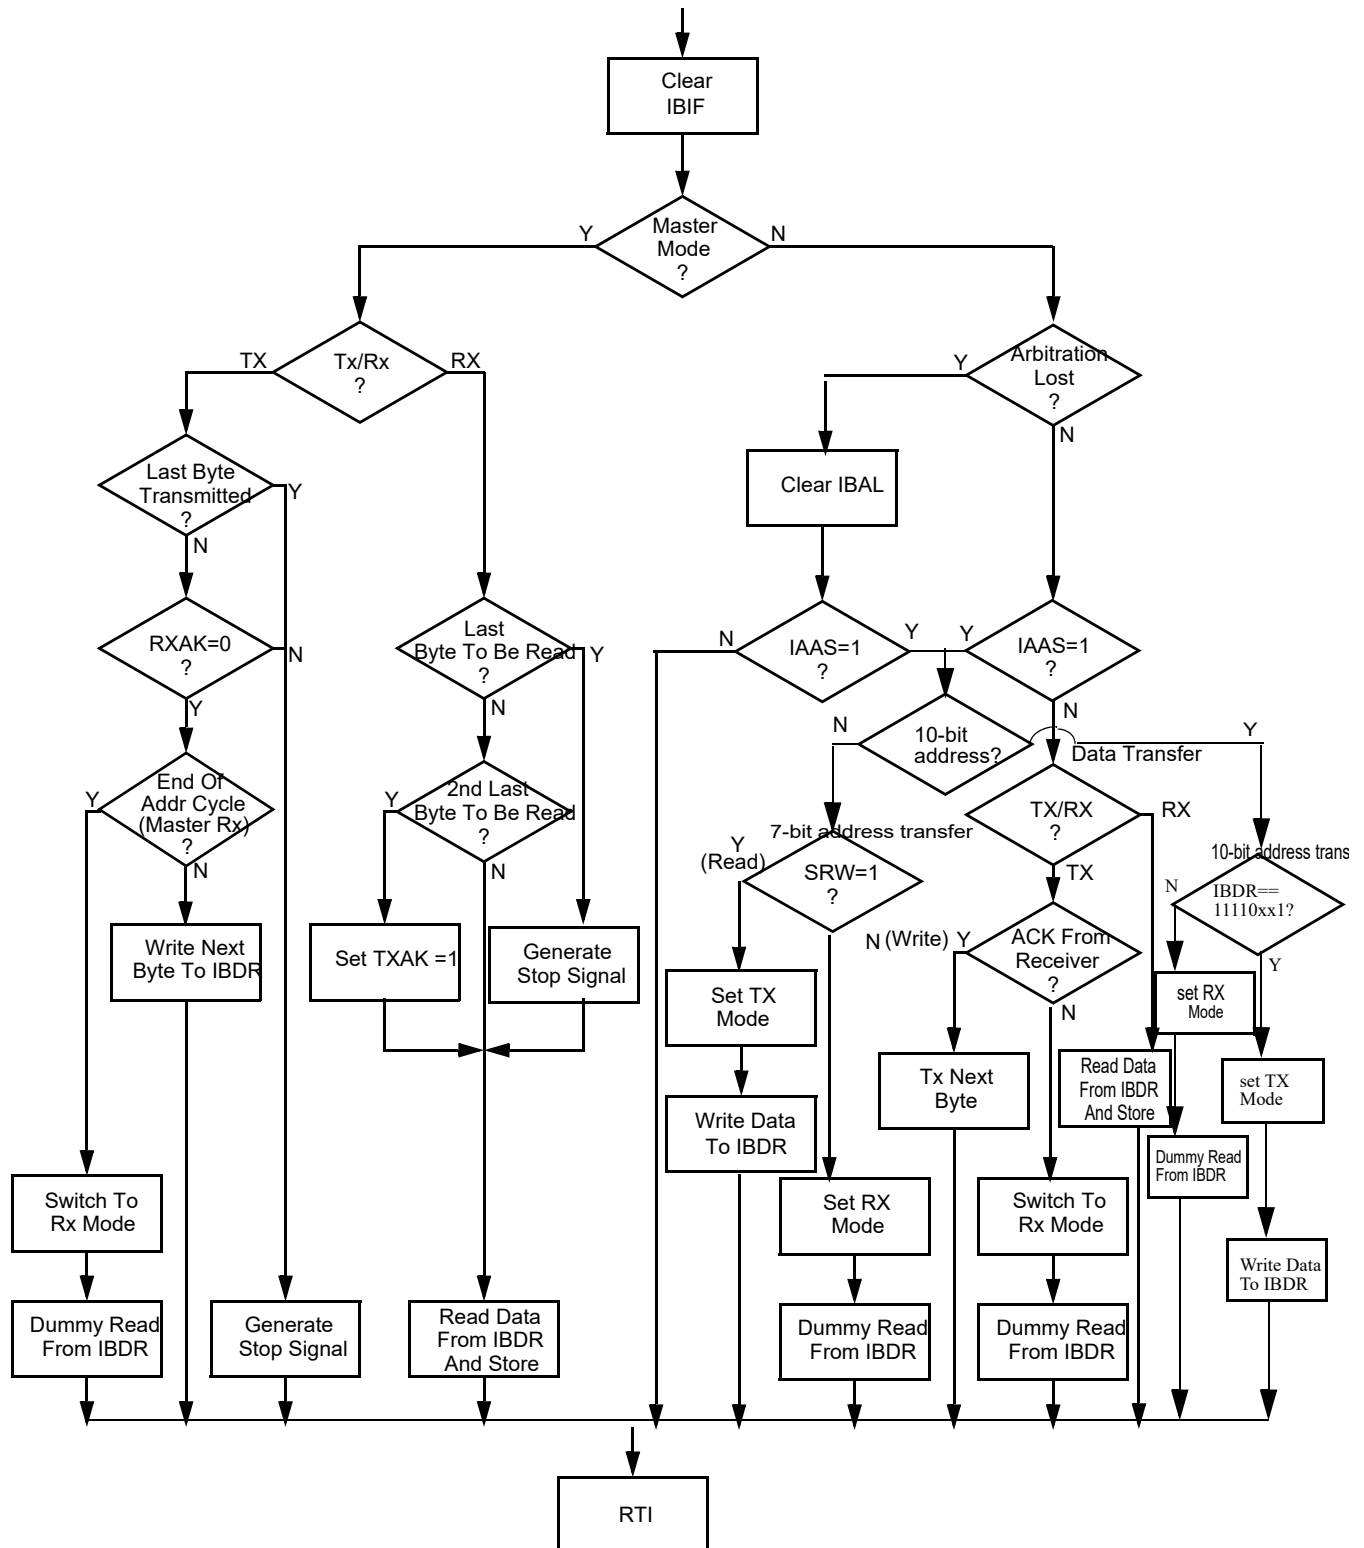 Clear
IBIF
Master
Mode
?
Y
N
Tx/Rx
?
TX
RX
Arbitration
Lost
?
Y
N
Last Byte
Transmitted
?
Y
N
Clear IBAL
RXAK=0
?
N
Y
Last
Byte To Be Read
?
Y
N
IAAS=1
?
N
Y
IAAS=1
?
Y
N
10-bit
address?
N
Y
Data Transfer
End Of
Addr Cycle
(Master Rx)
?
Y
N
2nd Last
Byte To Be Read
?
Y
N
7-bit address transfer
SRW=1
?
Y
(Read)
N (Write)
TX/RX
?
RX
TX
10-bit address trans
IBDR==
11110xx1?
N
Y
Write Next
Byte To IBDR
Set TXAK =1
Generate
Stop Signal
Set TX
Mode
ACK From
Receiver
?
Y
N
set RX
Mode
Tx Next
Byte
Read Data
From IBDR
And Store
set TX
Mode
Write Data
To IBDR
Dummy Read
From IBDR
Switch To
Rx Mode
Set RX
Mode
Switch To
Rx Mode
Write Data
To IBDR
Dummy Read
From IBDR
Generate
Stop Signal
Read Data
From IBDR
And Store
Dummy Read
From IBDR
Dummy Read
From IBDR
RTI